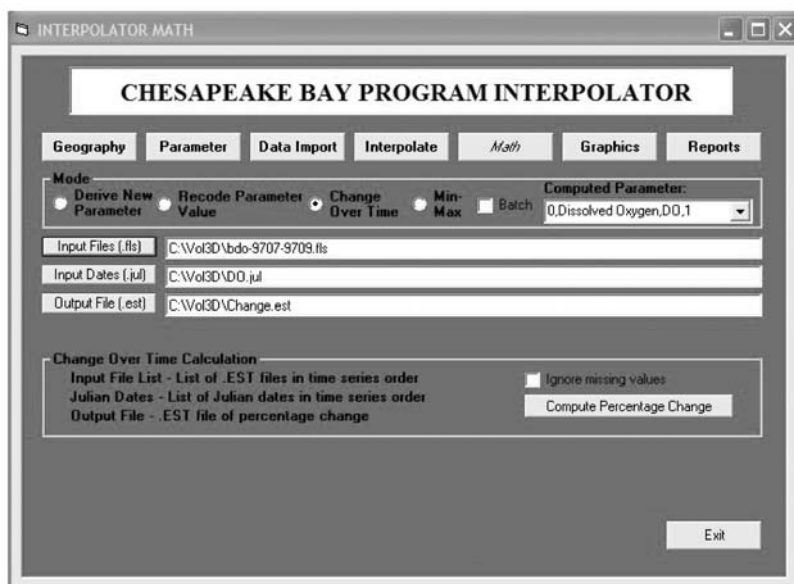 INTERPOLATOR MATH
CHESAPEAKE BAY PROGRAM INTERPOLATOR
Geography Parameter Data Import Interpolate Math Graphics Reports
Mode
Derive New Parameter
Recode Parameter Value
Change Over Time
Min-Max
Batch
Computed Parameter:
0,Dissolved Oxygen,DO,1
Input Files (.fls) C:\Vol3D\bdo-9707-9709.fls
Input Dates (.jul) C:\Vol3D\DO.jul
Output File (.est) C:\Vol3D\Change.est
Change Over Time Calculation
Input File List - List of .EST files in time series order
Julian Dates - List of Julian dates in time series order
Output File - .EST file of percentage change
Ignore missing values
Compute Percentage Change
Exit